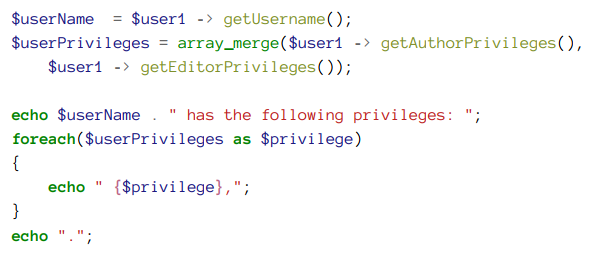 $userName  = $user1 -> getUsername();
$userPrivileges = array_merge($user1 -> getAuthorPrivileges(),
    $user1 -> getEditorPrivileges());

echo $userName . " has the following privileges: ";
foreach($userPrivileges as $privilege)
{
    echo " {$privilege},";
}
echo ".";